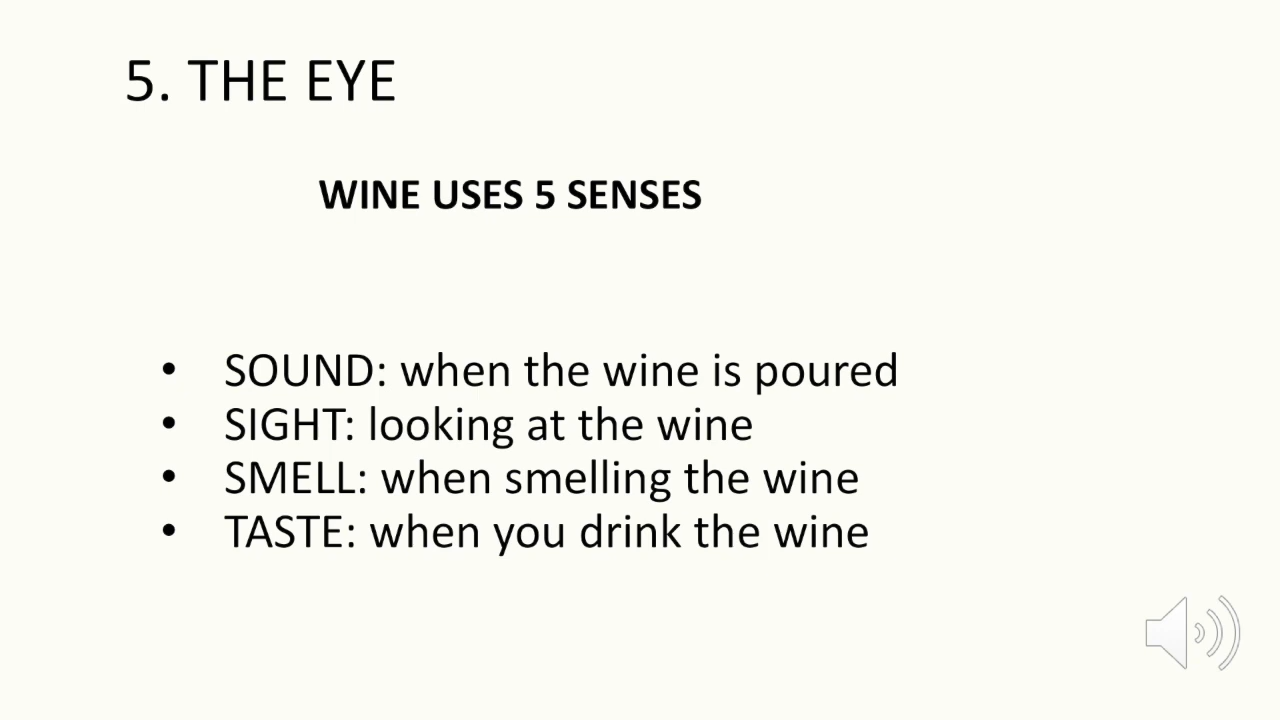 5. THE EYE
WINE USES 5 SENSES
• SOUND: when the wine is poured
• SIGHT: looking at the wine
• SMELL: when smelling the wine
• TASTE: when you drink the wine